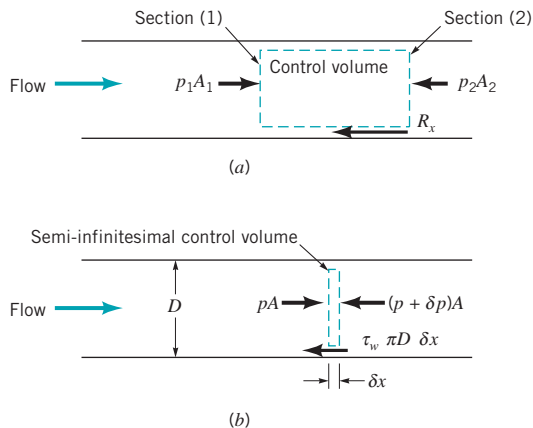 Section (1)
Section (2)
Control volume
Flow
p₁A₁
p₂A₂
Rₓ
(a)
Semi-infinitesimal control volume
Flow
D
pA
(p + δp)A
τ_w πD δx
δx
(b)